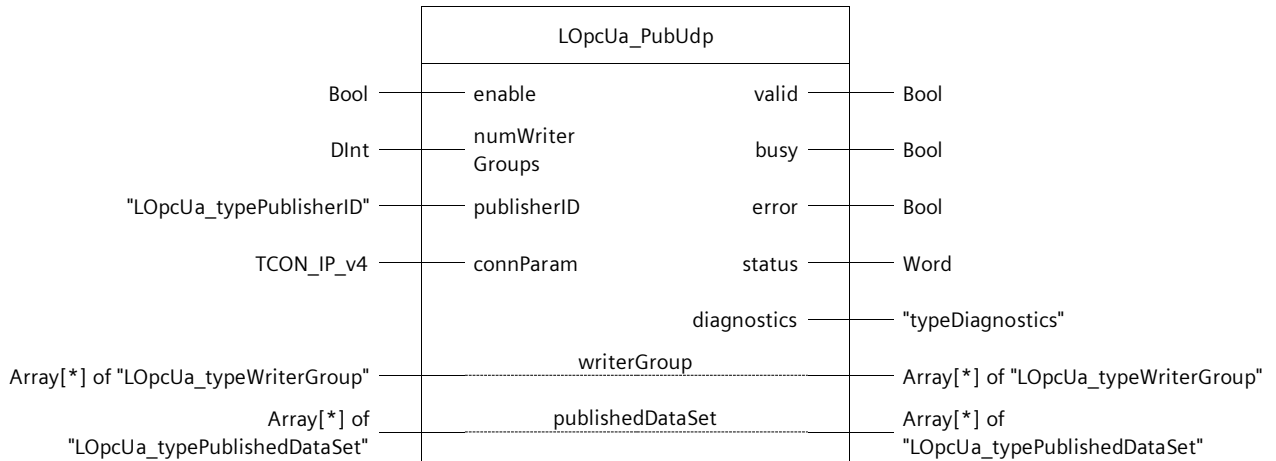 LOpcUa_PubUdp
Bool enable valid Bool
DInt numWriter Groups busy Bool
"LOpcUa_typePublisherID" publisherID error Bool
TCON_IP_v4 connParam status Word
diagnostics "typeDiagnostics"
Array[*] of "LOpcUa_typeWriterGroup" writerGroup Array[*] of "LOpcUa_typeWriterGroup"
Array[*] of publishedDataSet Array[*] of
"LOpcUa_typePublishedDataSet" "LOpcUa_typePublishedDataSet"